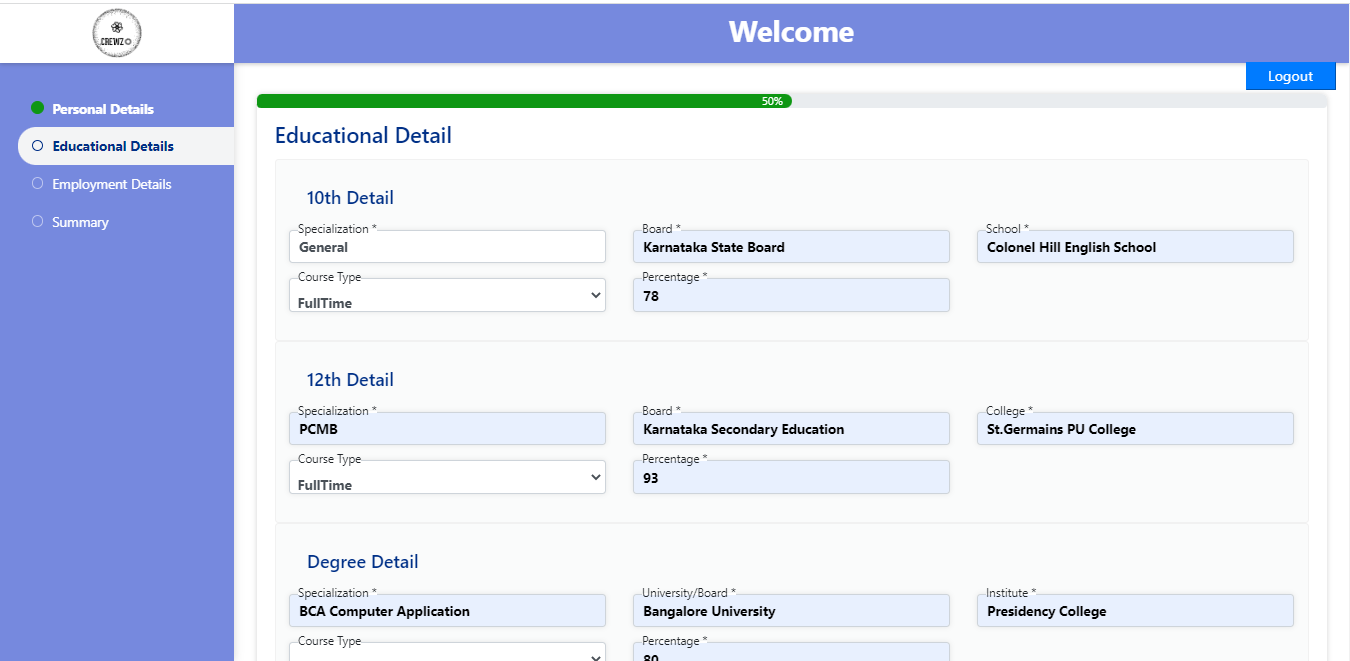 CREWZ
Welcome
Logout
Personal Details
Educational Details
Employment Details
Summary
50%
Educational Detail
10th Detail
Specialization * Board * School *
General Karnataka State Board Colonel Hill English School
Course Type Percentage *
FullTime 78
12th Detail
Specialization * Board * College *
PCMB Karnataka Secondary Education St.Germains PU College
Course Type Percentage *
FullTime 93
Degree Detail
Specialization * University/Board * Institute *
BCA Computer Application Bangalore University Presidency College
Course Type Percentage *
80